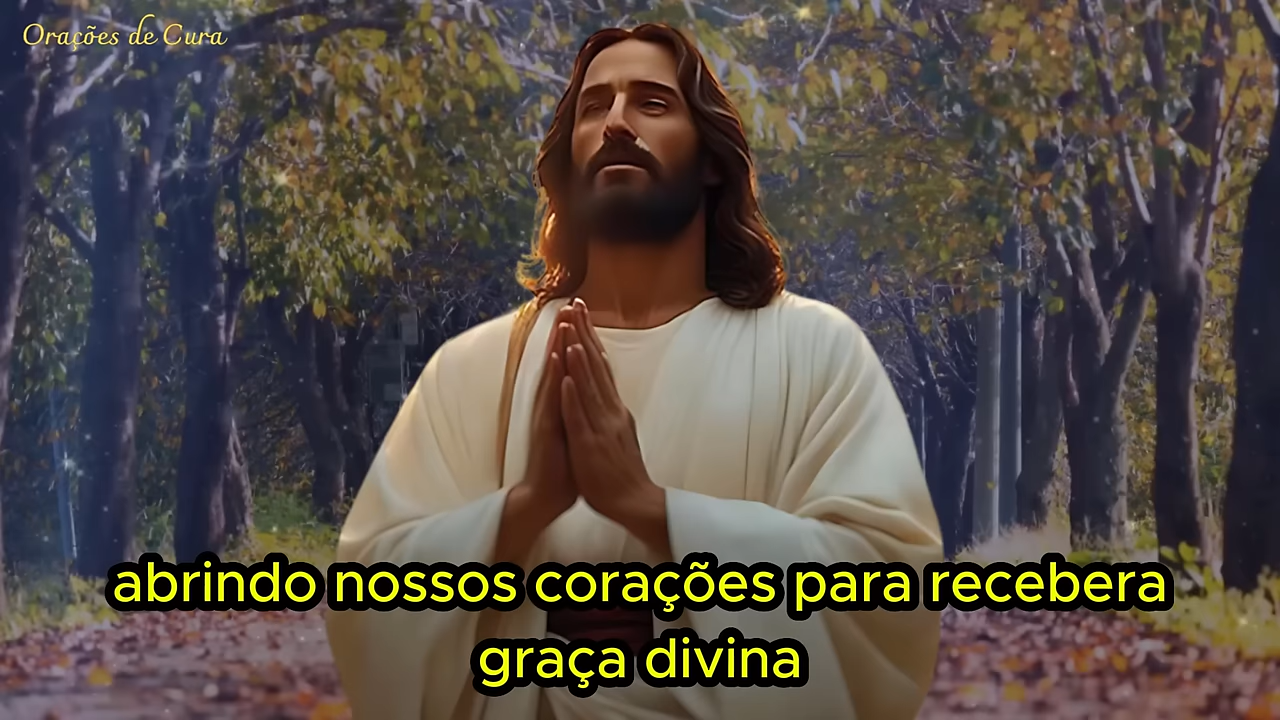 Orações de Cura
abrindo nossos corações para recebera
graça divina